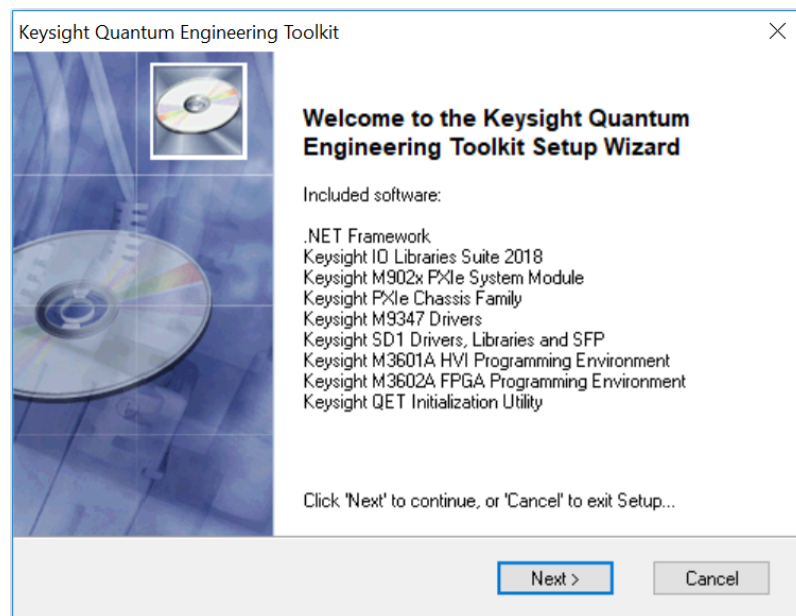 Keysight Quantum Engineering Toolkit
Welcome to the Keysight Quantum
Engineering Toolkit Setup Wizard
Included software:
.NET Framework
Keysight IO Libraries Suite 2018
Keysight M902x PXIe System Module
Keysight PXIe Chassis Family
Keysight M9347 Drivers
Keysight SD1 Drivers, Libraries and SFP
Keysight M3601A HVI Programming Environment
Keysight M3602A FPGA Programming Environment
Keysight QET Initialization Utility
Click 'Next' to continue, or 'Cancel' to exit Setup...
Next >
Cancel